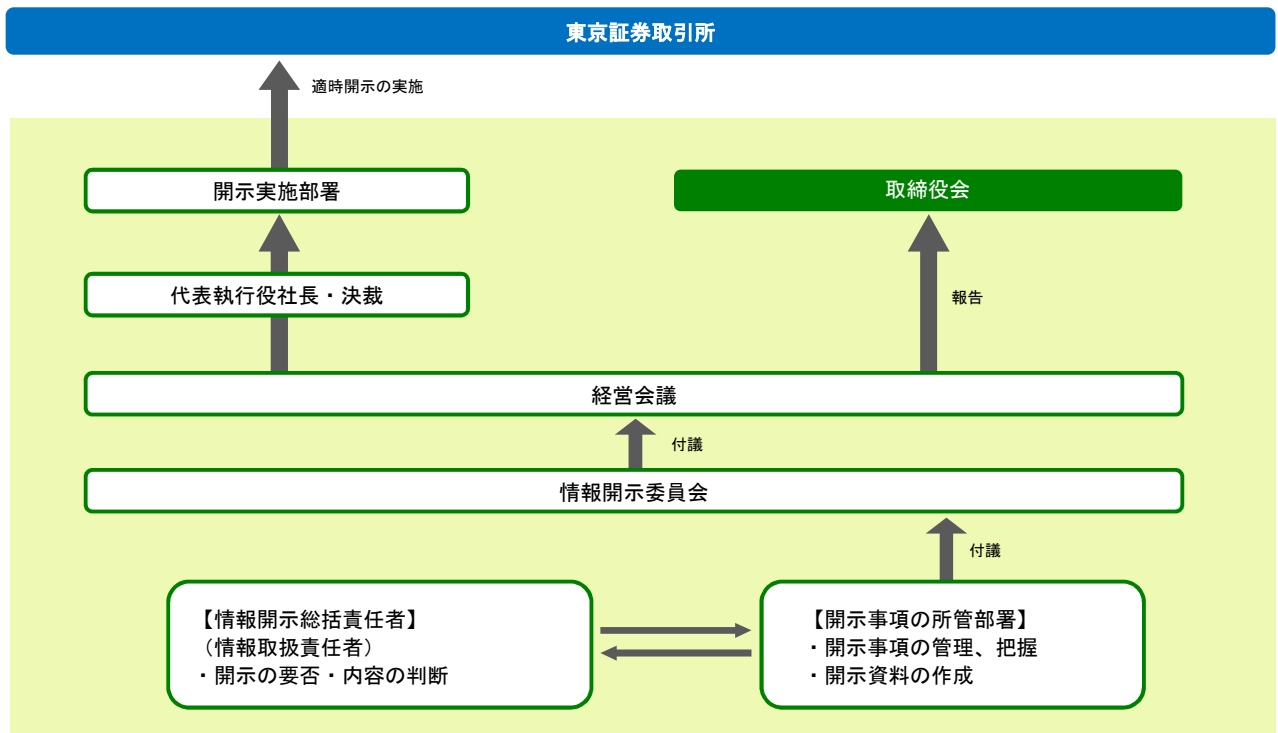 東京証券取引所
適時開示の実施
開示実施部署
取締役会
代表執行役社長・決裁
報告
経営会議
付議
情報開示委員会
付議
【情報開示総括責任者】
（情報取扱責任者）
・開示の要否・内容の判断
【開示事項の所管部署】
・開示事項の管理、把握
・開示資料の作成